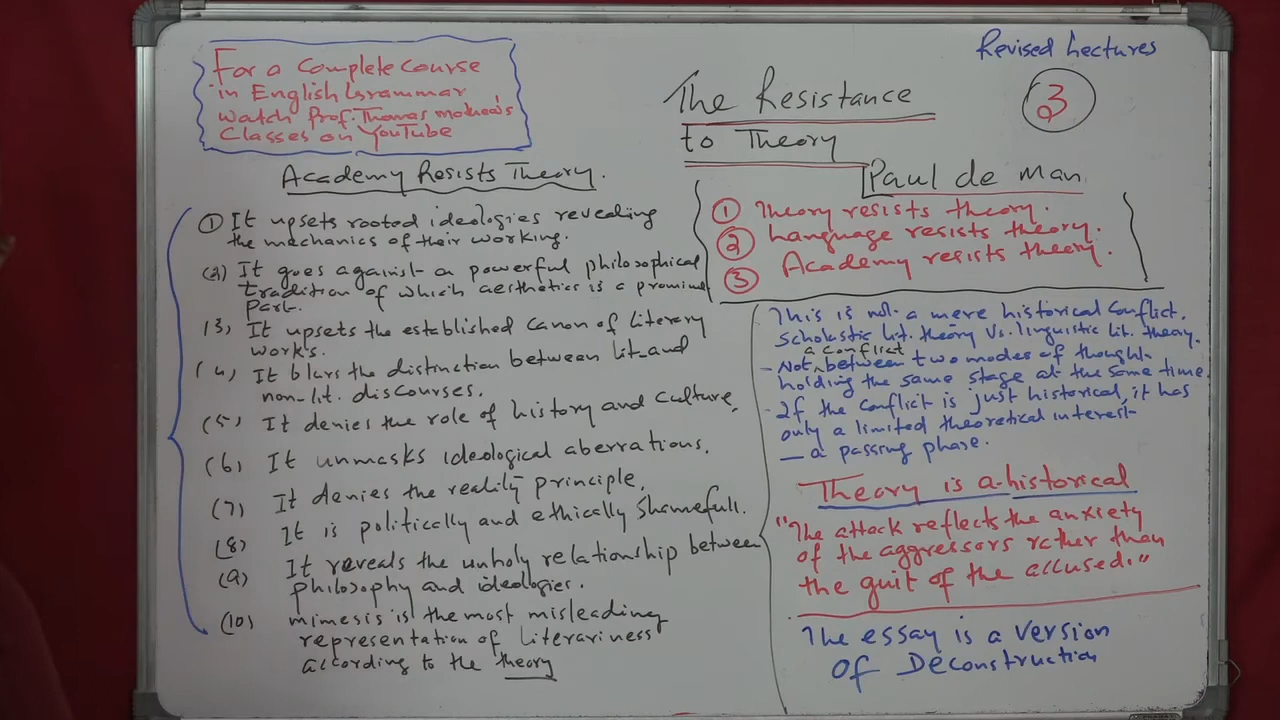 For a Complete Course
in English Grammar
Watch Prof. Thomas Mathew's
Classes on YouTube
Revised Lectures
The Resistance
to Theory
3
Paul de Man
Academy Resists Theory.
(1) It upsets rooted ideologies revealing
the mechanics of their working.
(2) It goes against a powerful philosophical
tradition of which aesthetics is a prominent
part.
(3) It upsets the established canon of literary
works.
(4) It blurs the distinction between lit. and
non-lit. discourses.
(5) It denies the role of history and culture.
(6) It unmasks ideological aberrations.
(7) It denies the reality principle.
(8) It is politically and ethically shamefull.
(9) It reveals the unholy relationship between
philosophy and ideologies.
(10) mimesis is the most misleading
representation of literariness
according to the theory
(1) Theory resists theory.
(2) Language resists theory.
(3) Academy resists theory.
This is not a mere historical conflict.
Scholastic lit. theory Vs. linguistic lit. theory.
- Not a conflict between two modes of thought
holding the same stage at the same time.
- If the conflict is just historical, it has
only a limited theoretical interest
— a passing phase.
Theory is a-historical
"The attack reflects the anxiety
of the aggressors rather than
the guit of the accused."
The essay is a version
of Deconstruction